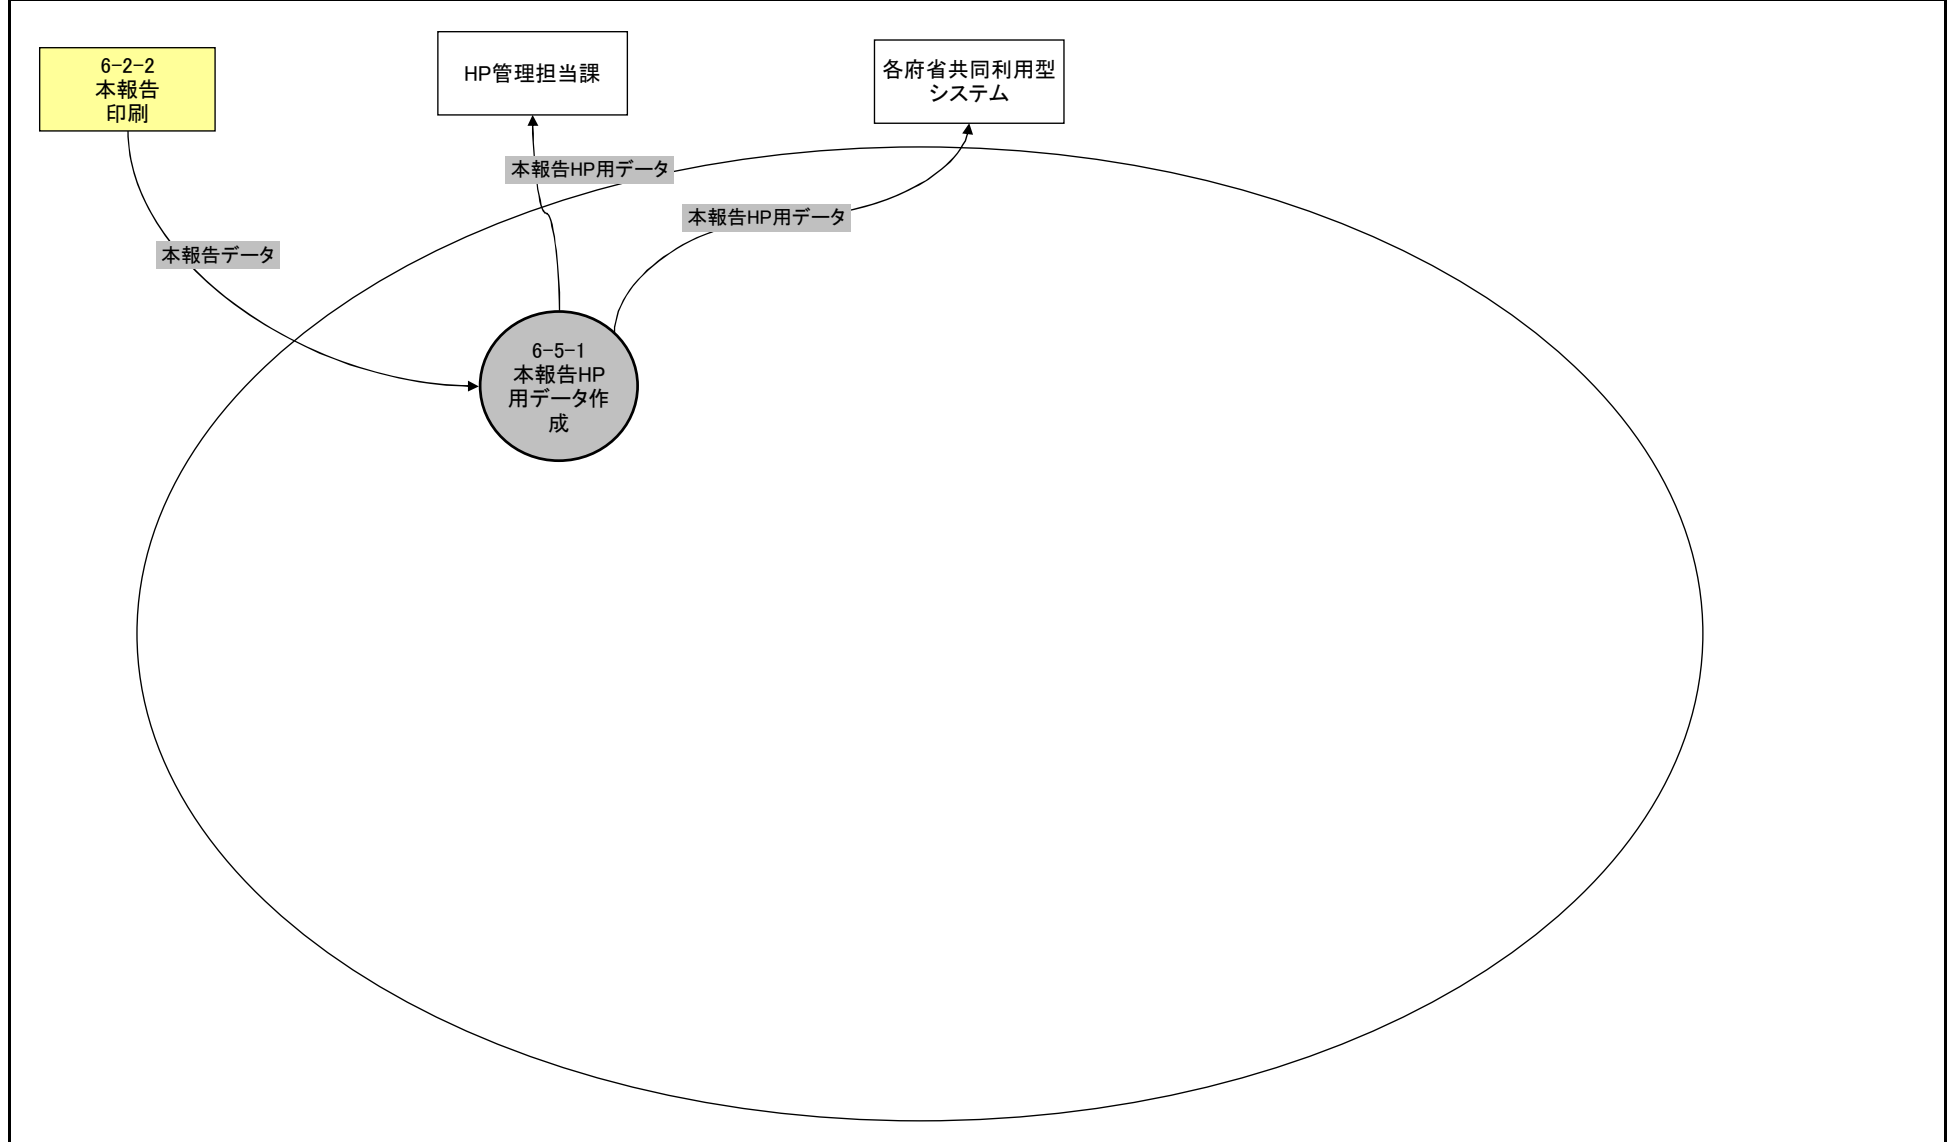 6-2-2
本報告
印刷
HP管理担当課
各府省共同利用型
システム
本報告HP用データ
本報告HP用データ
本報告データ
6-5-1
本報告HP
用データ作
成